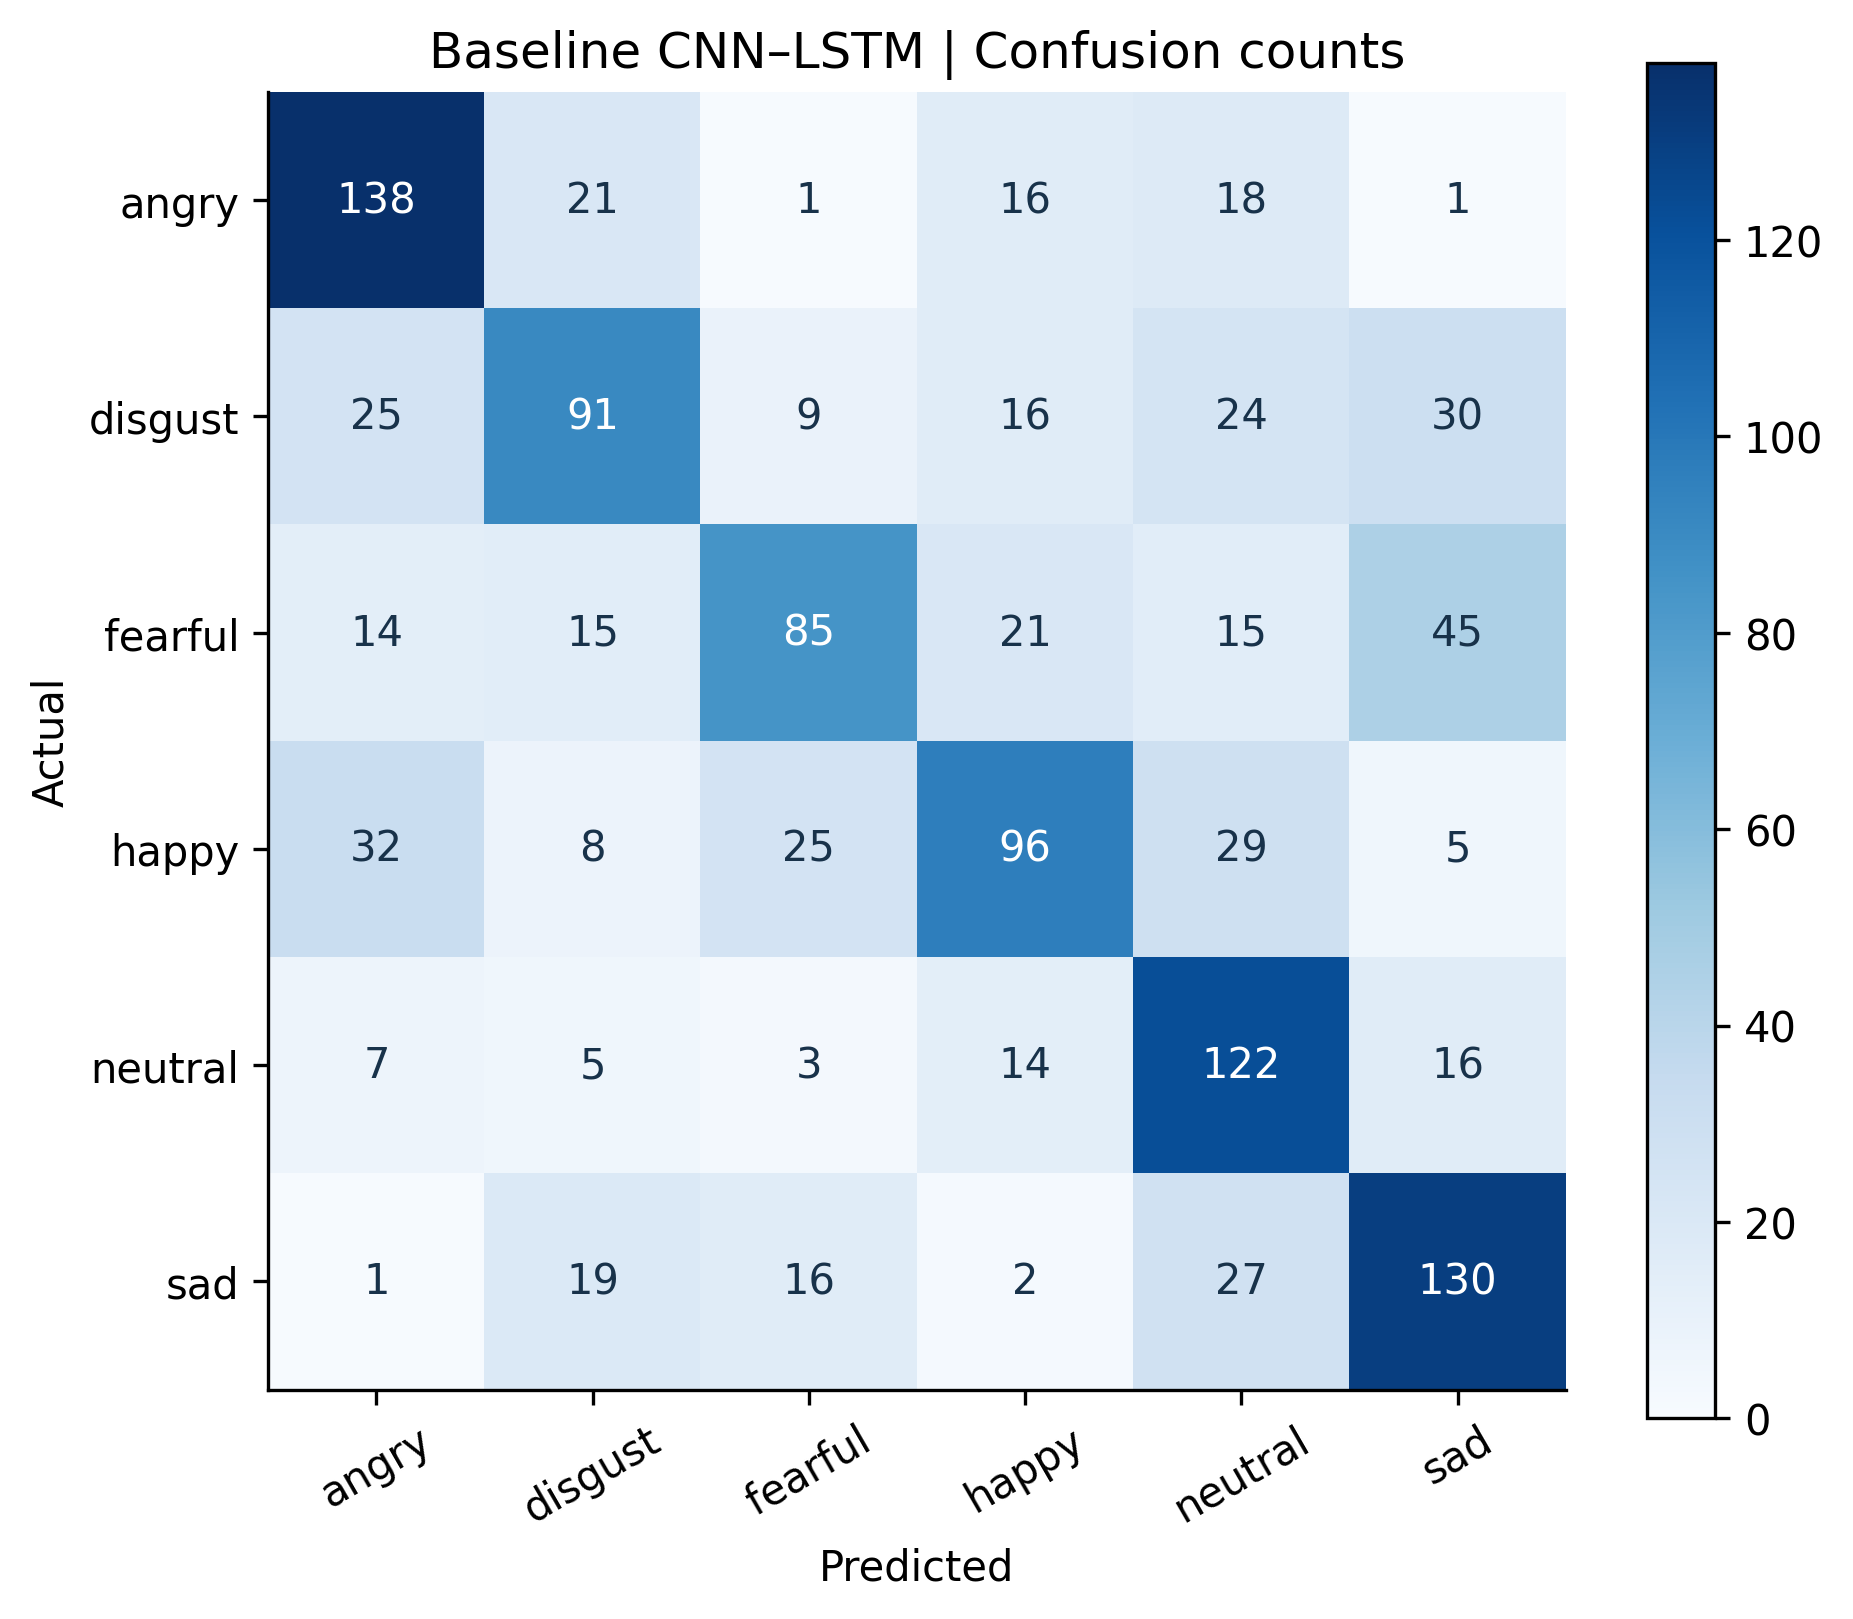 Baseline CNN–LSTM | Confusion counts
angry 138 21 1 16 18 1
disgust 25 91 9 16 24 30
fearful 14 15 85 21 15 45
happy 32 8 25 96 29 5
neutral 7 5 3 14 122 16
sad 1 19 16 2 27 130
Actual
angry disgust fearful happy neutral sad
Predicted
120
100
80
60
40
20
0